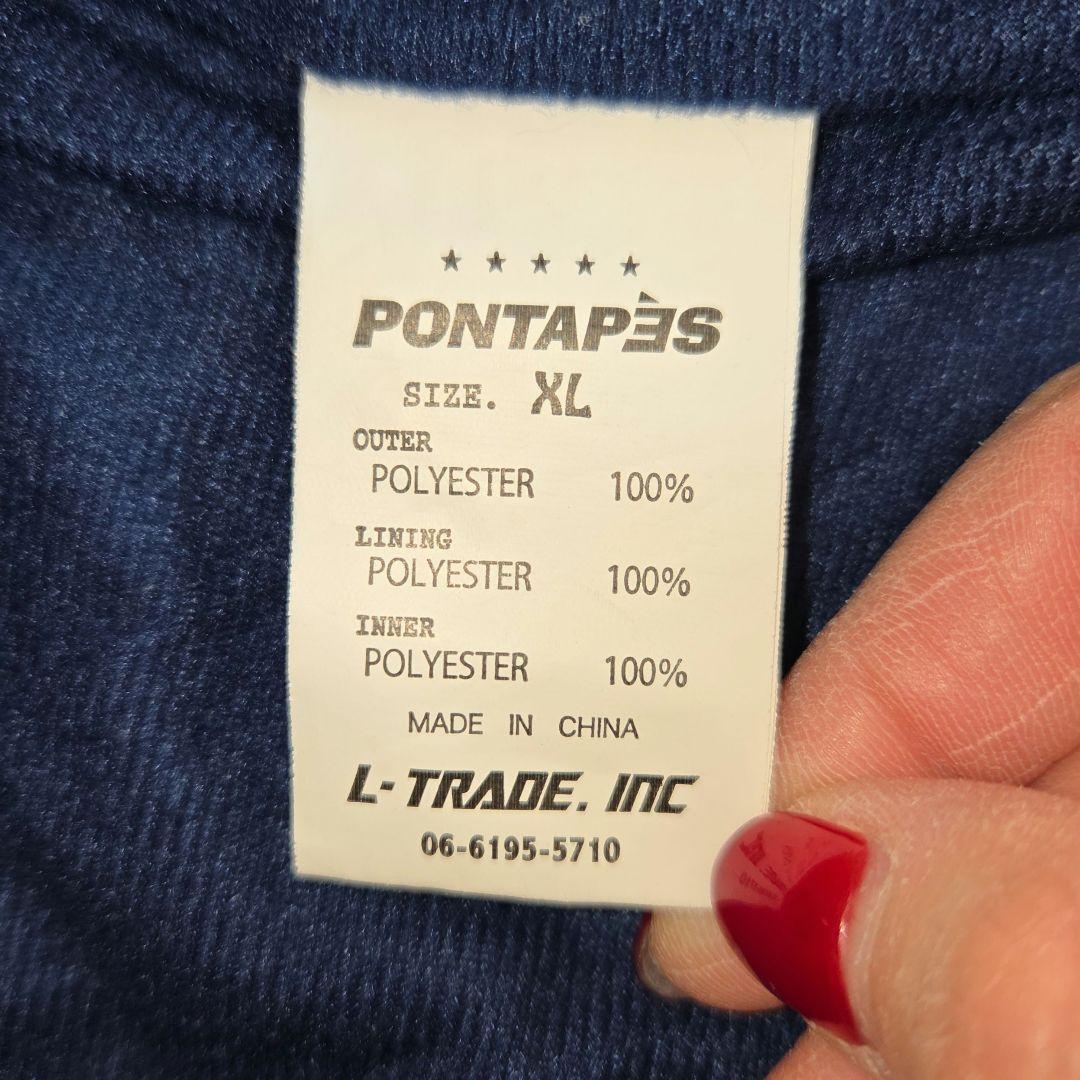 ★ ★ ★ ★ ★
PONTAPÈS
SIZE. XL
OUTER
POLYESTER 100%
LINING
POLYESTER 100%
INNER
POLYESTER 100%
MADE IN CHINA
L-TRADE. INC
06-6195-5710